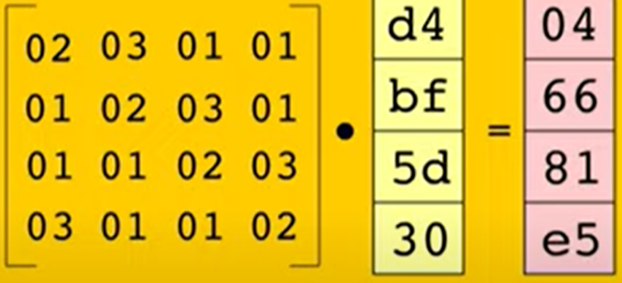 02 03 01 01 d4 04
01 02 03 01 bf 66
• =
01 01 02 03 5d 81
03 01 01 02 30 e5